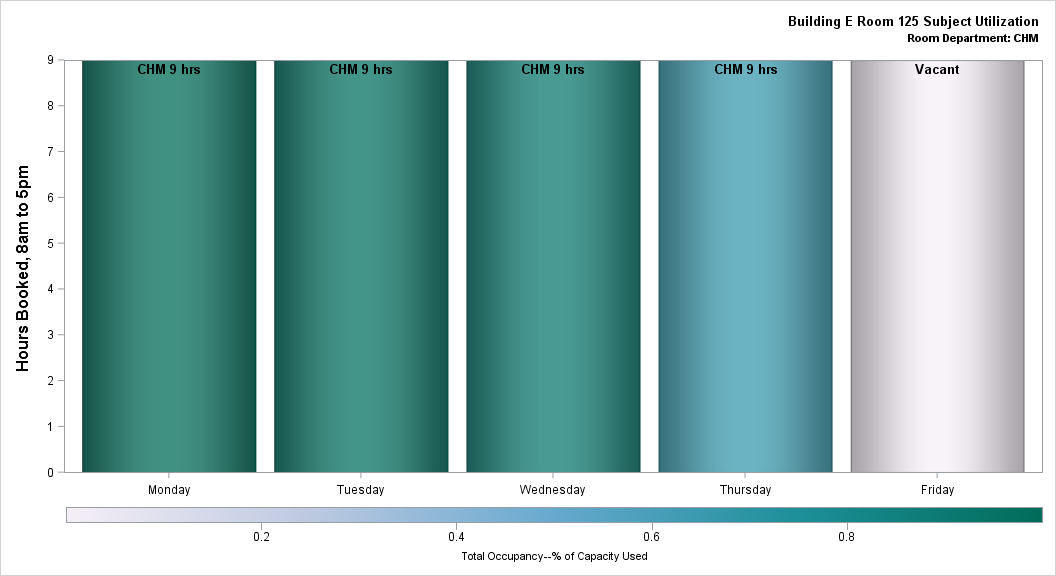 Building E Room 125 Subject Utilization
Room Department: CHM
Hours Booked, 8am to 5pm
9
8
7
6
5
4
3
2
1
0
CHM 9 hrs
CHM 9 hrs
CHM 9 hrs
CHM 9 hrs
Vacant
Monday
Tuesday
Wednesday
Thursday
Friday
0.2
0.4
0.6
0.8
Total Occupancy--% of Capacity Used